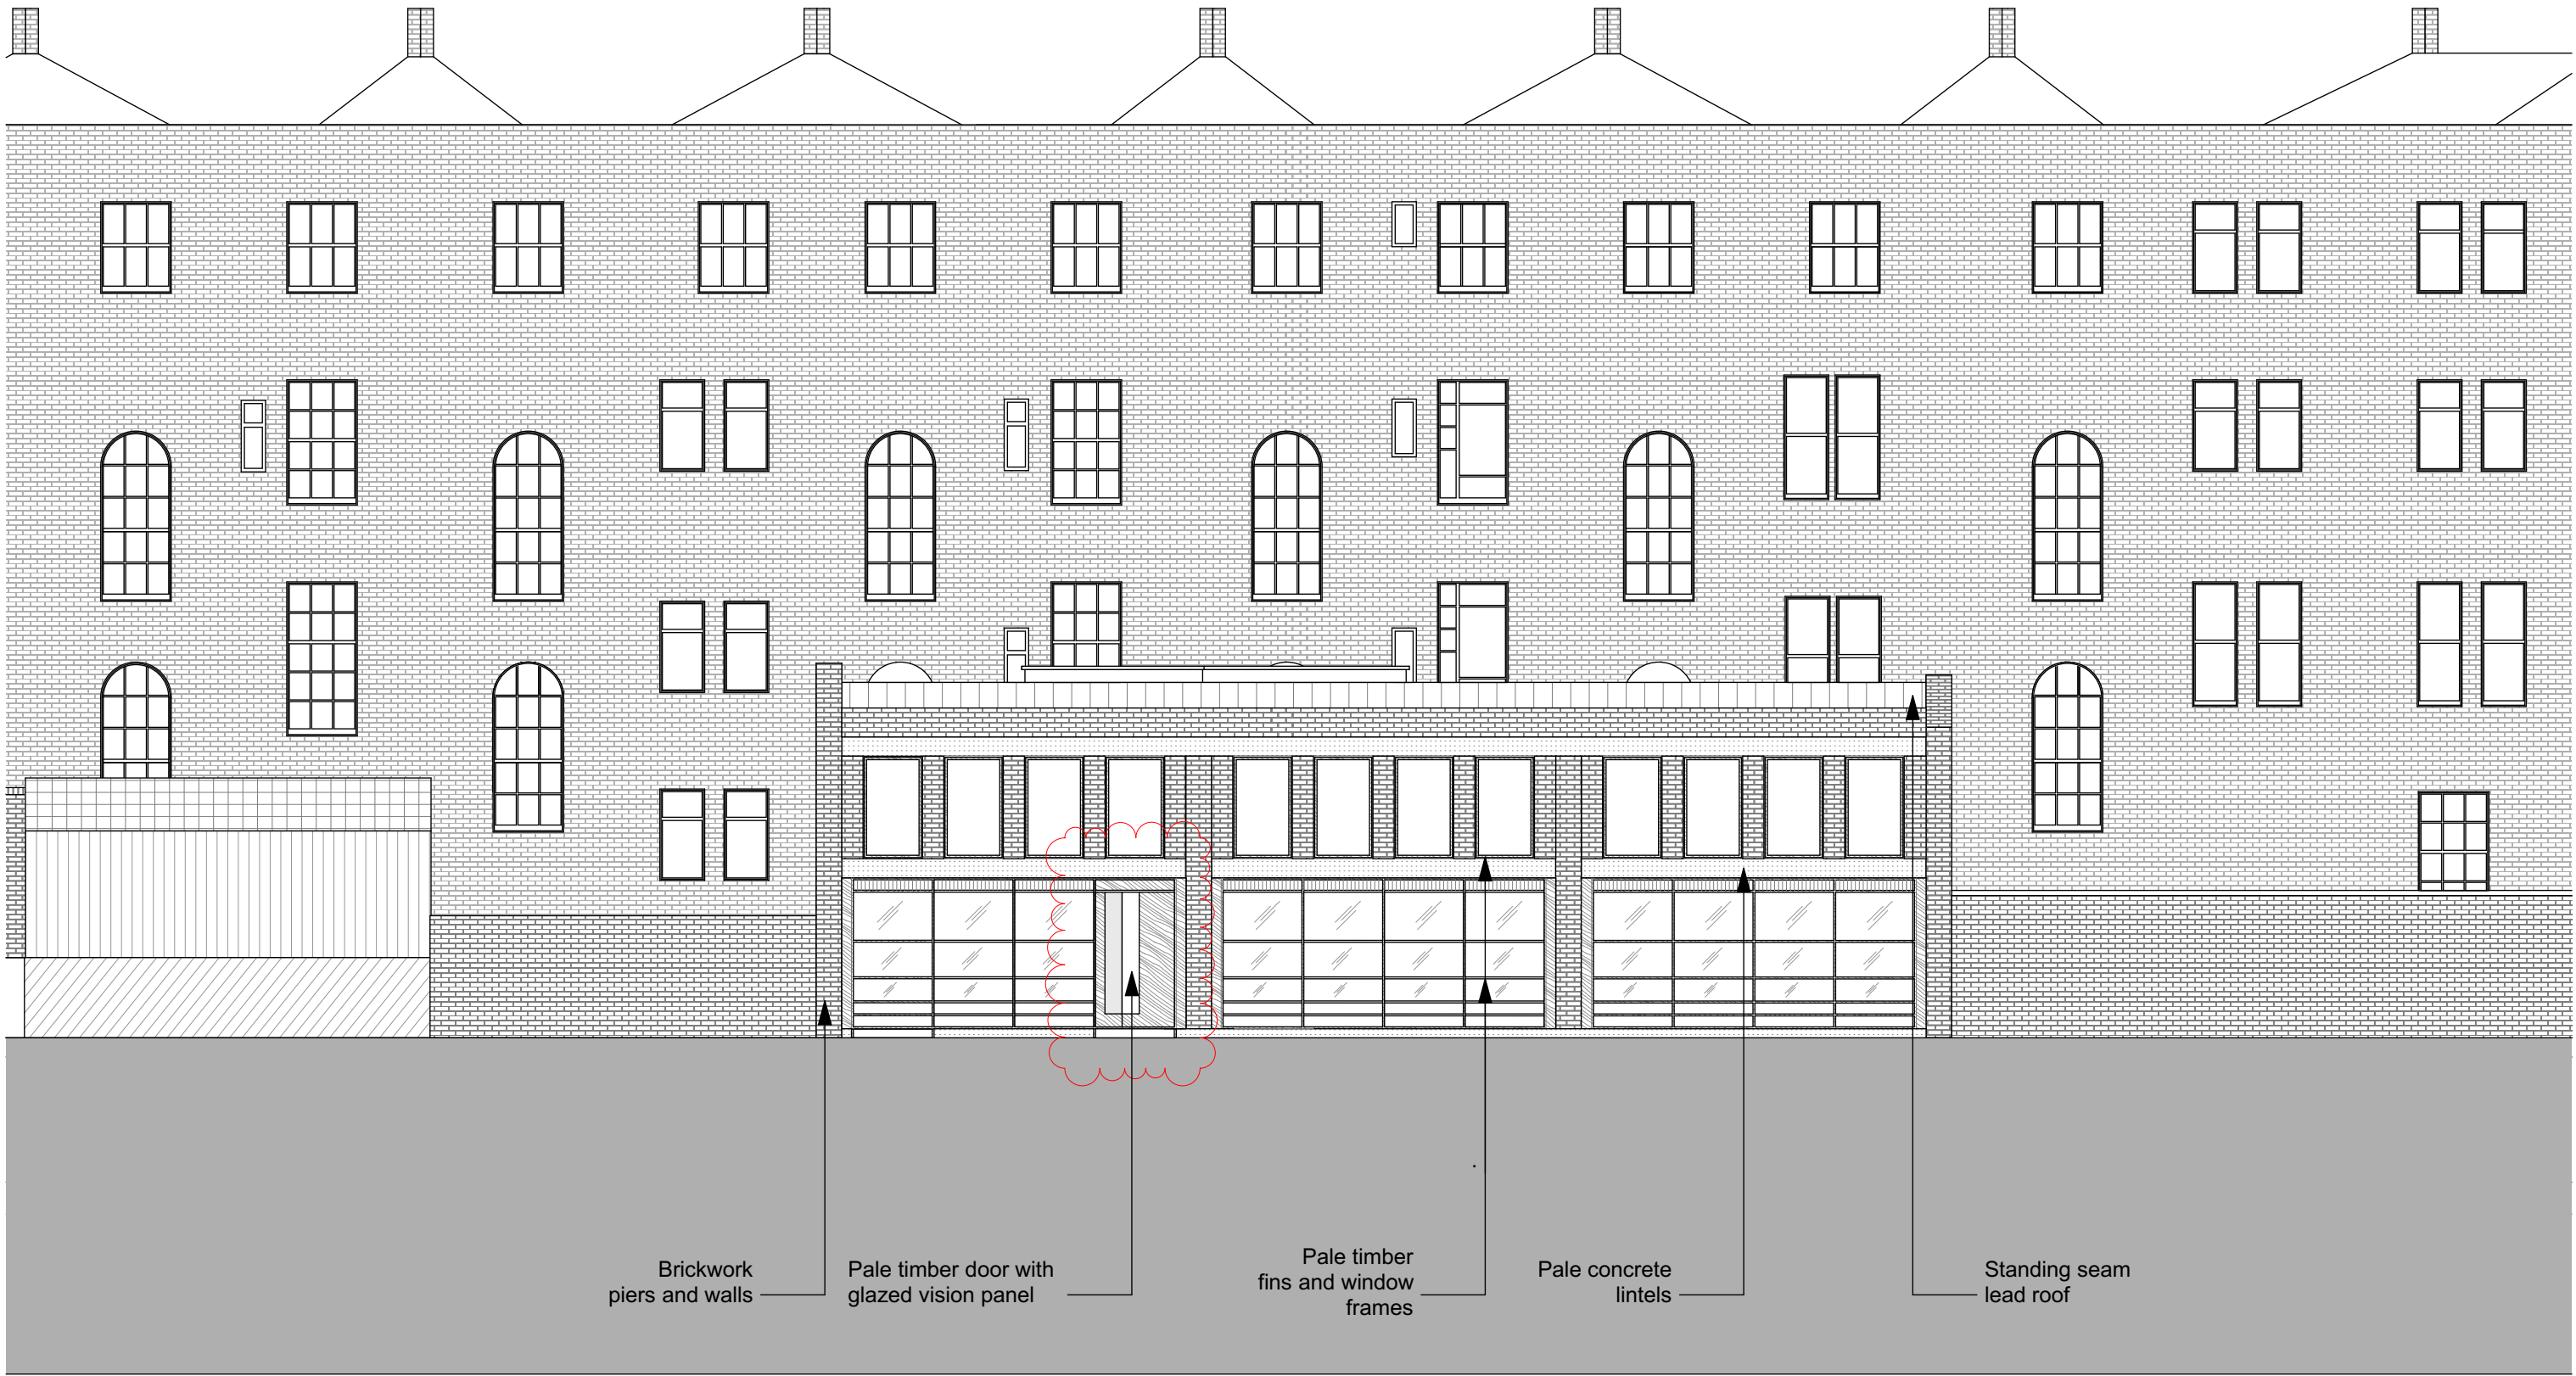 Brickwork
piers and walls
Pale timber door with
glazed vision panel
Pale timber
fins and window
frames
Pale concrete
lintels
Standing seam
lead roof